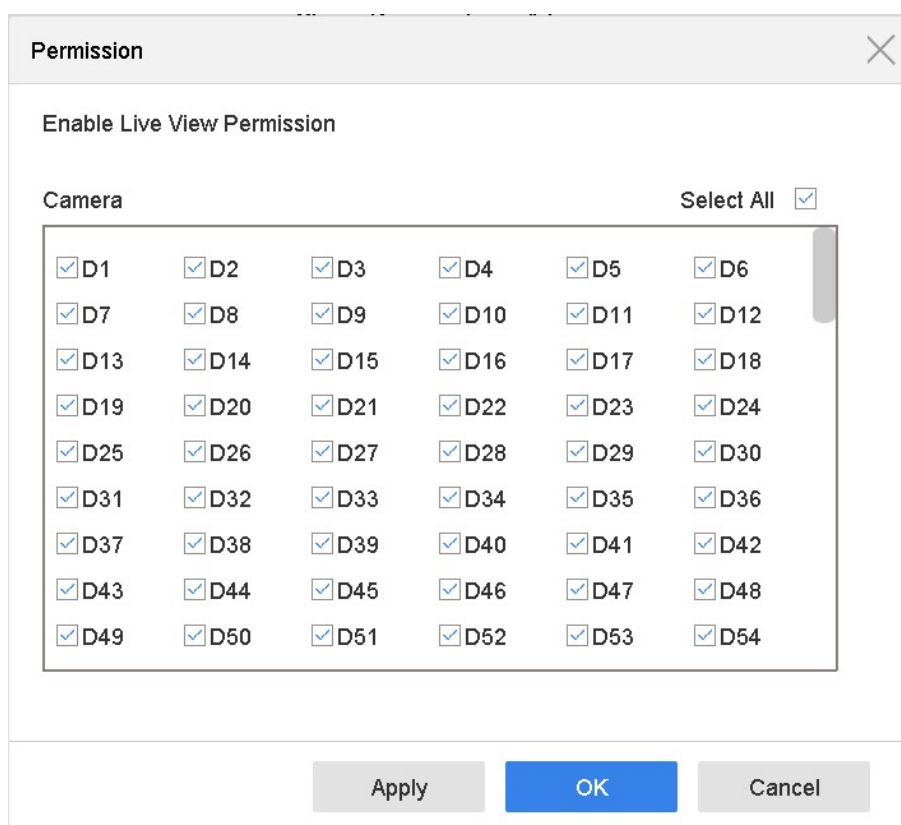 Permission
Enable Live View Permission
Camera Select All
D1 D2 D3 D4 D5 D6
D7 D8 D9 D10 D11 D12
D13 D14 D15 D16 D17 D18
D19 D20 D21 D22 D23 D24
D25 D26 D27 D28 D29 D30
D31 D32 D33 D34 D35 D36
D37 D38 D39 D40 D41 D42
D43 D44 D45 D46 D47 D48
D49 D50 D51 D52 D53 D54
Apply OK Cancel